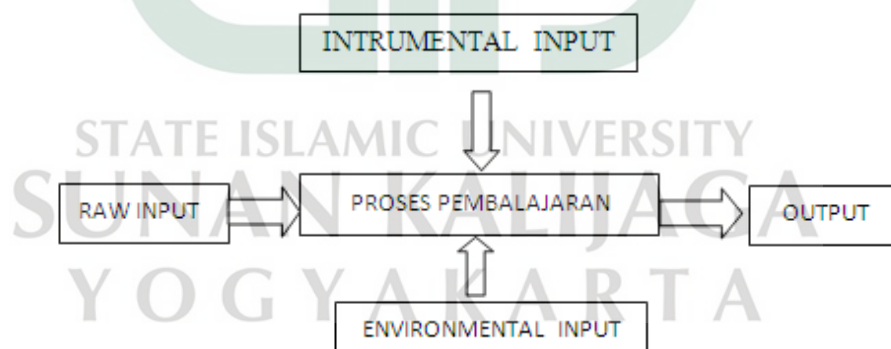 INTRUMENTAL INPUT
STATE ISLAMIC UNIVERSITY
SUNAN KALIJAGA
RAW INPUT
PROSES PEMBALAJARAN
OUTPUT
YOGYAKARTA
ENVIRONMENTAL INPUT